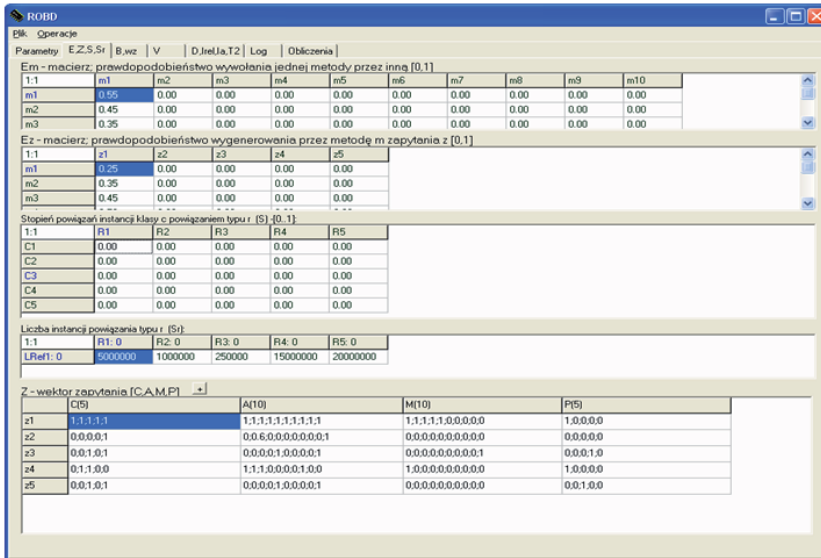 ROBD
Plik Operacje
Parametry E,Z,S,Sr B,wz V D,Irel,Ia,T2 Log Obliczenia
Em - macierz; prawdopodobieństwo wywołania jednej metody przez inną [0,1]
1:1 m1 m2 m3 m4 m5 m6 m7 m8 m9 m10
m1 0.55 0.00 0.00 0.00 0.00 0.00 0.00 0.00 0.00 0.00
m2 0.45 0.00 0.00 0.00 0.00 0.00 0.00 0.00 0.00 0.00
m3 0.35 0.00 0.00 0.00 0.00 0.00 0.00 0.00 0.00 0.00
Ez - macierz; prawdopodobieństwo wygenerowania przez metodę m zapytania z [0,1]
1:1 z1 z2 z3 z4 z5
m1 0.25 0.00 0.00 0.00 0.00
m2 0.35 0.00 0.00 0.00 0.00
m3 0.45 0.00 0.00 0.00 0.00
Stopień powiązań instancji klasy c powiązaniem typu r (S) -[0..1]:
1:1 R1 R2 R3 R4 R5
C1 0.00 0.00 0.00 0.00 0.00
C2 0.00 0.00 0.00 0.00 0.00
C3 0.00 0.00 0.00 0.00 0.00
C4 0.00 0.00 0.00 0.00 0.00
C5 0.00 0.00 0.00 0.00 0.00
Liczba instancji powiązania typu r (Sr):
1:1 R1: 0 R2: 0 R3: 0 R4: 0 R5: 0
LRef1: 0 5000000 1000000 250000 15000000 20000000
Z - wektor zapytania [C,A,M,P] +
C(5) A(10) M(10) P(5)
z1 1;1;1;1;1 1;1;1;1;1;1;1;1;1;1 1;1;1;1;1;0;0;0;0;0 1;0;0;0;0
z2 0;0;0;0;1 0;0.6;0;0;0;0;0;0;0;1 0;0;0;0;0;0;0;0;0;0 0;0;0;0;0
z3 0;0;1;0;1 0;0;0;0;1;0;0;0;0;1 0;0;0;0;0;0;0;0;0;1 0;0;0;1;0
z4 0;1;1;0;0 1;1;1;0;0;0;0;1;0;0 1;0;0;0;0;0;0;0;0;0 1;0;0;0;0
z5 0;0;1;0;1 0;0;0;0;1;0;0;0;0;1 0;0;0;0;0;0;0;0;0;0 0;0;1;0;0